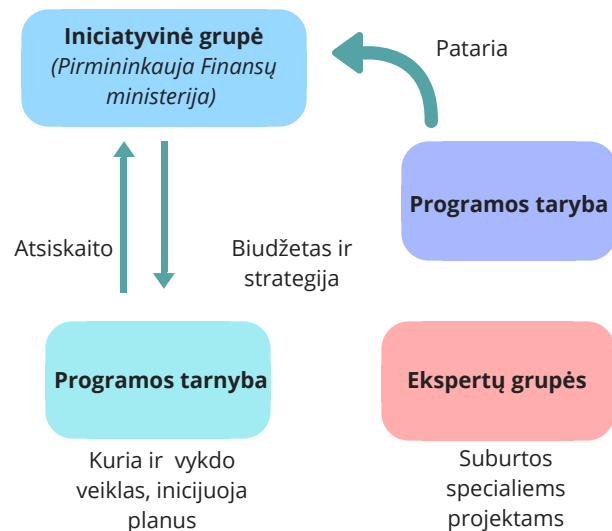 Iniciatyvinė grupė
(Pirmininkauja Finansų
ministerija)
Pataria
Programos taryba
Atsiskaito
Biudžetas ir
strategija
Programos tarnyba
Ekspertų grupės
Kuria ir vykdo
veiklas, inicijuoja
planus
Suburtos
specialiems
projektams